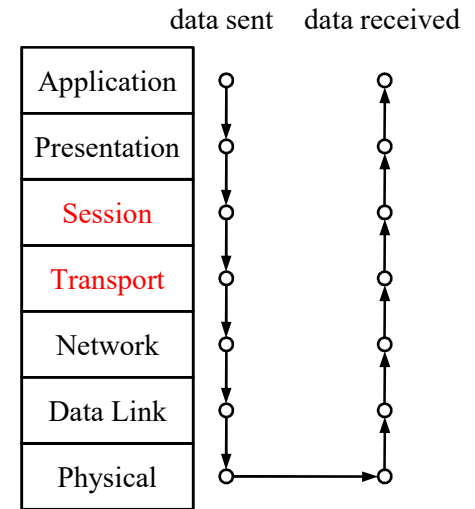 data sent data received
Application
Presentation
Session
Transport
Network
Data Link
Physical